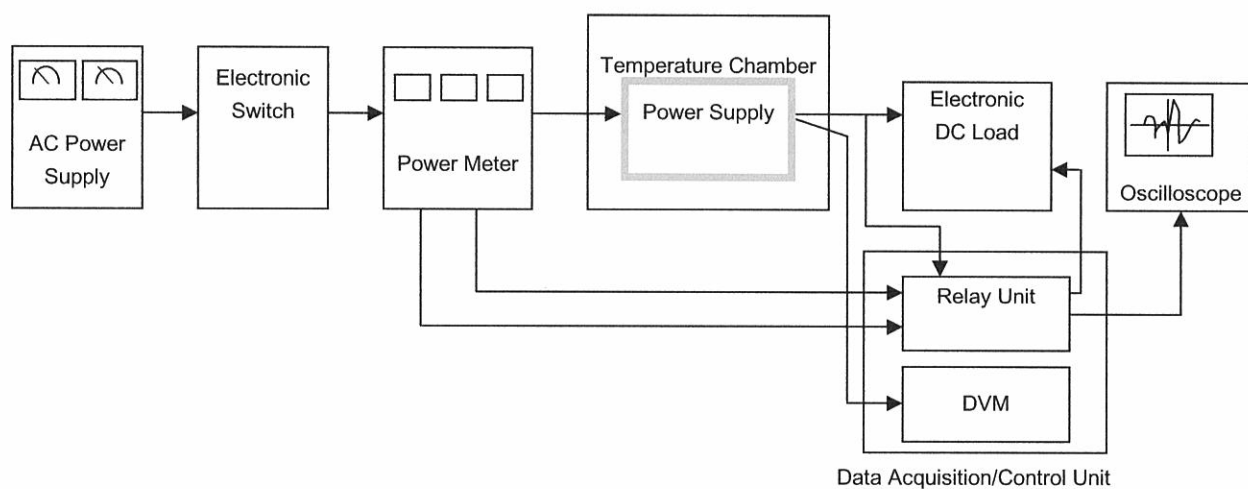 AC Power
Supply
Electronic
Switch
Power Meter
Temperature Chamber
Power Supply
Electronic
DC Load
Oscilloscope
Relay Unit
DVM
Data Acquisition/Control Unit